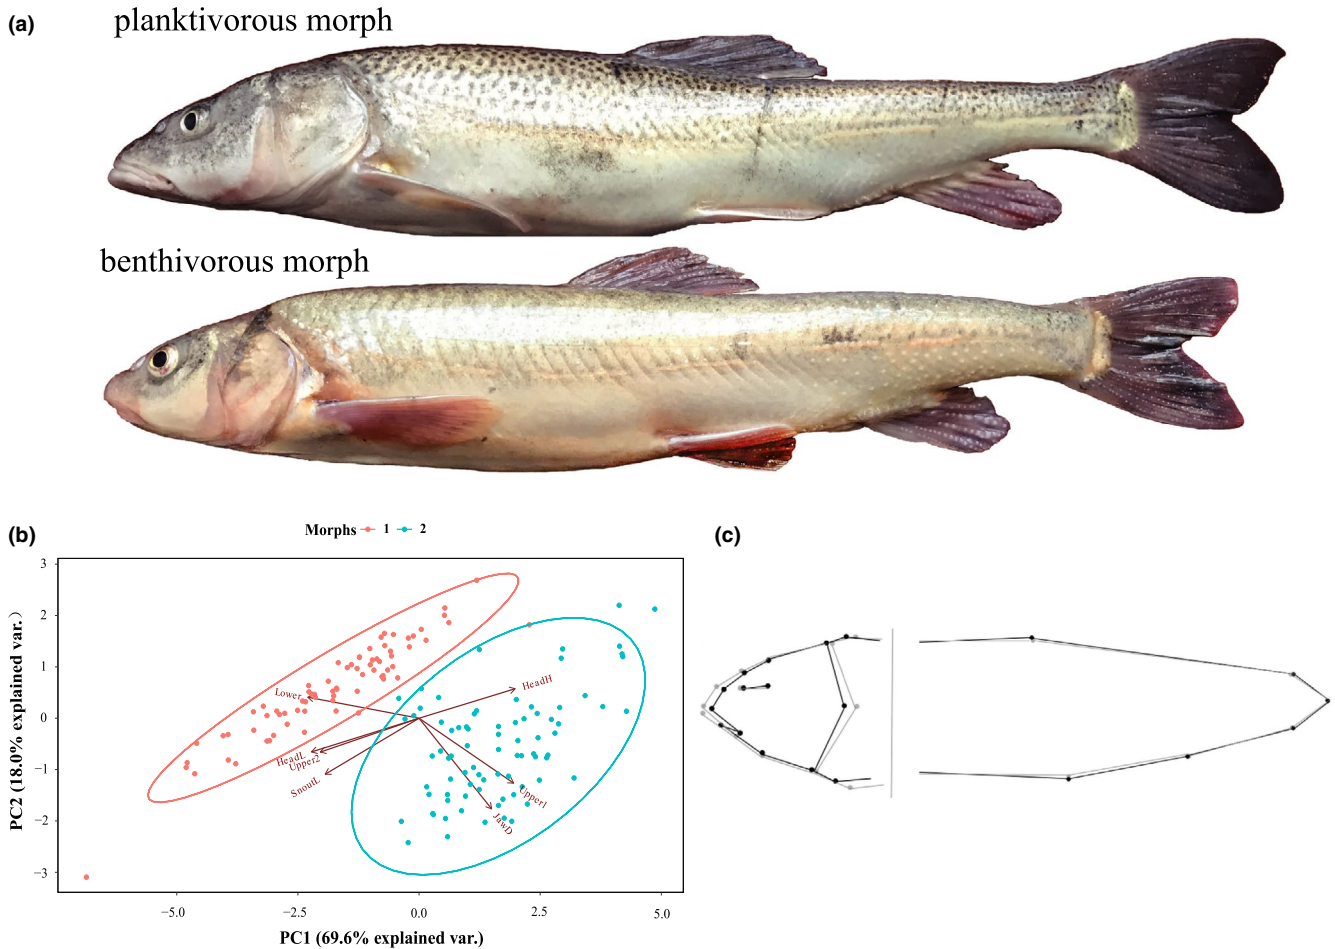 (a)
planktivorous morph
benthivorous morph
(b)
Morphs 1 2
3
2
1
0
−1
−2
−3
PC2 (18.0% explained var.)
Lower
HeadH
HeadL
Upper2
SnoutL
Upper1
JawD
−5.0 −2.5 0.0 2.5 5.0
PC1 (69.6% explained var.)
(c)